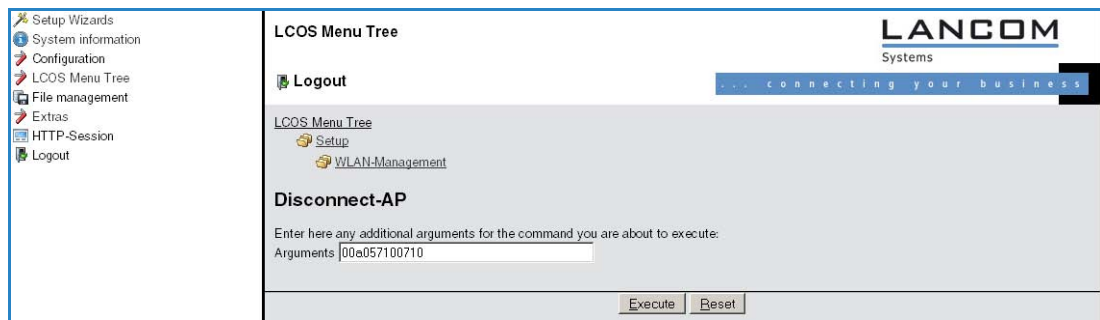 Setup Wizards
System information
Configuration
LCOS Menu Tree
File management
Extras
HTTP-Session
Logout
LCOS Menu Tree
LANCOM
Systems
Logout
... connecting your business
LCOS Menu Tree
Setup
WLAN-Management
Disconnect-AP
Enter here any additional arguments for the command you are about to execute:
Arguments 00a057100710
Execute Reset